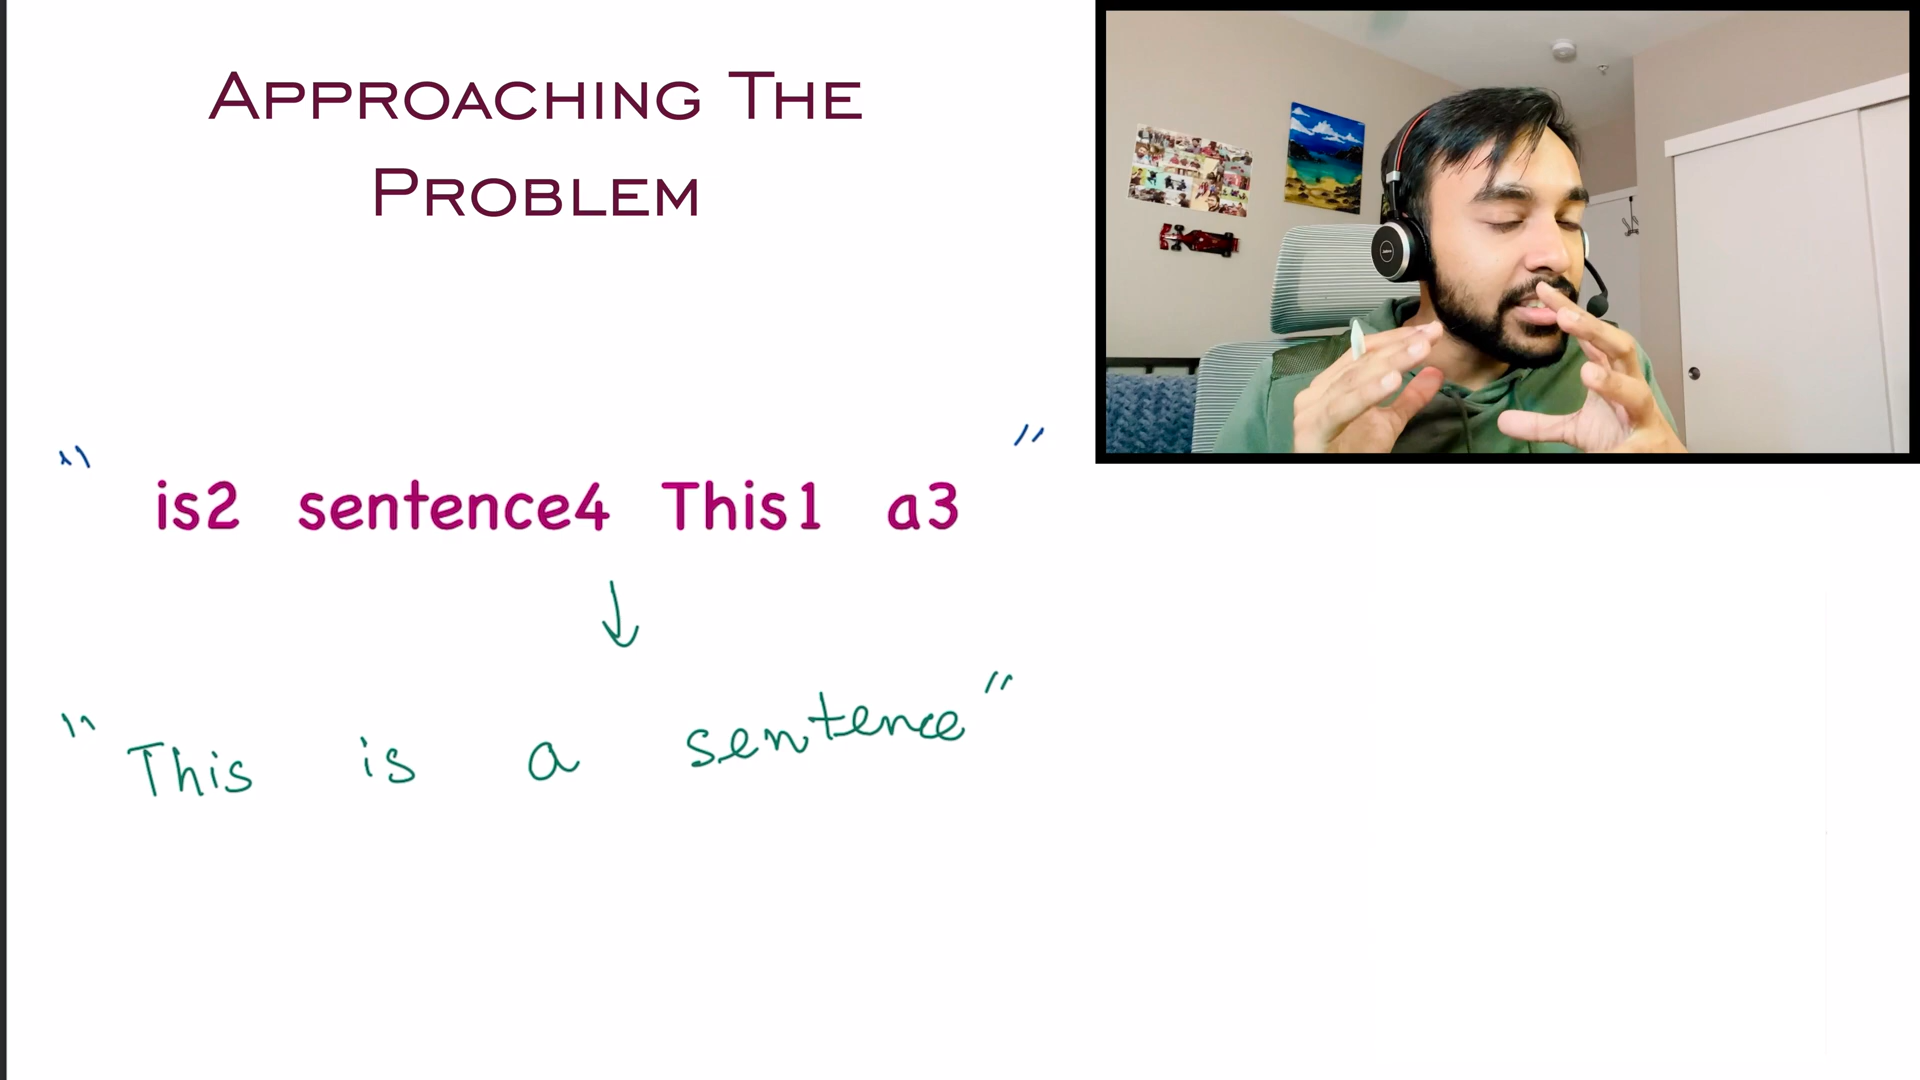 APPROACHING THE
PROBLEM
" is2 sentence4 This1 a3 "
↓
" This is a sentence "